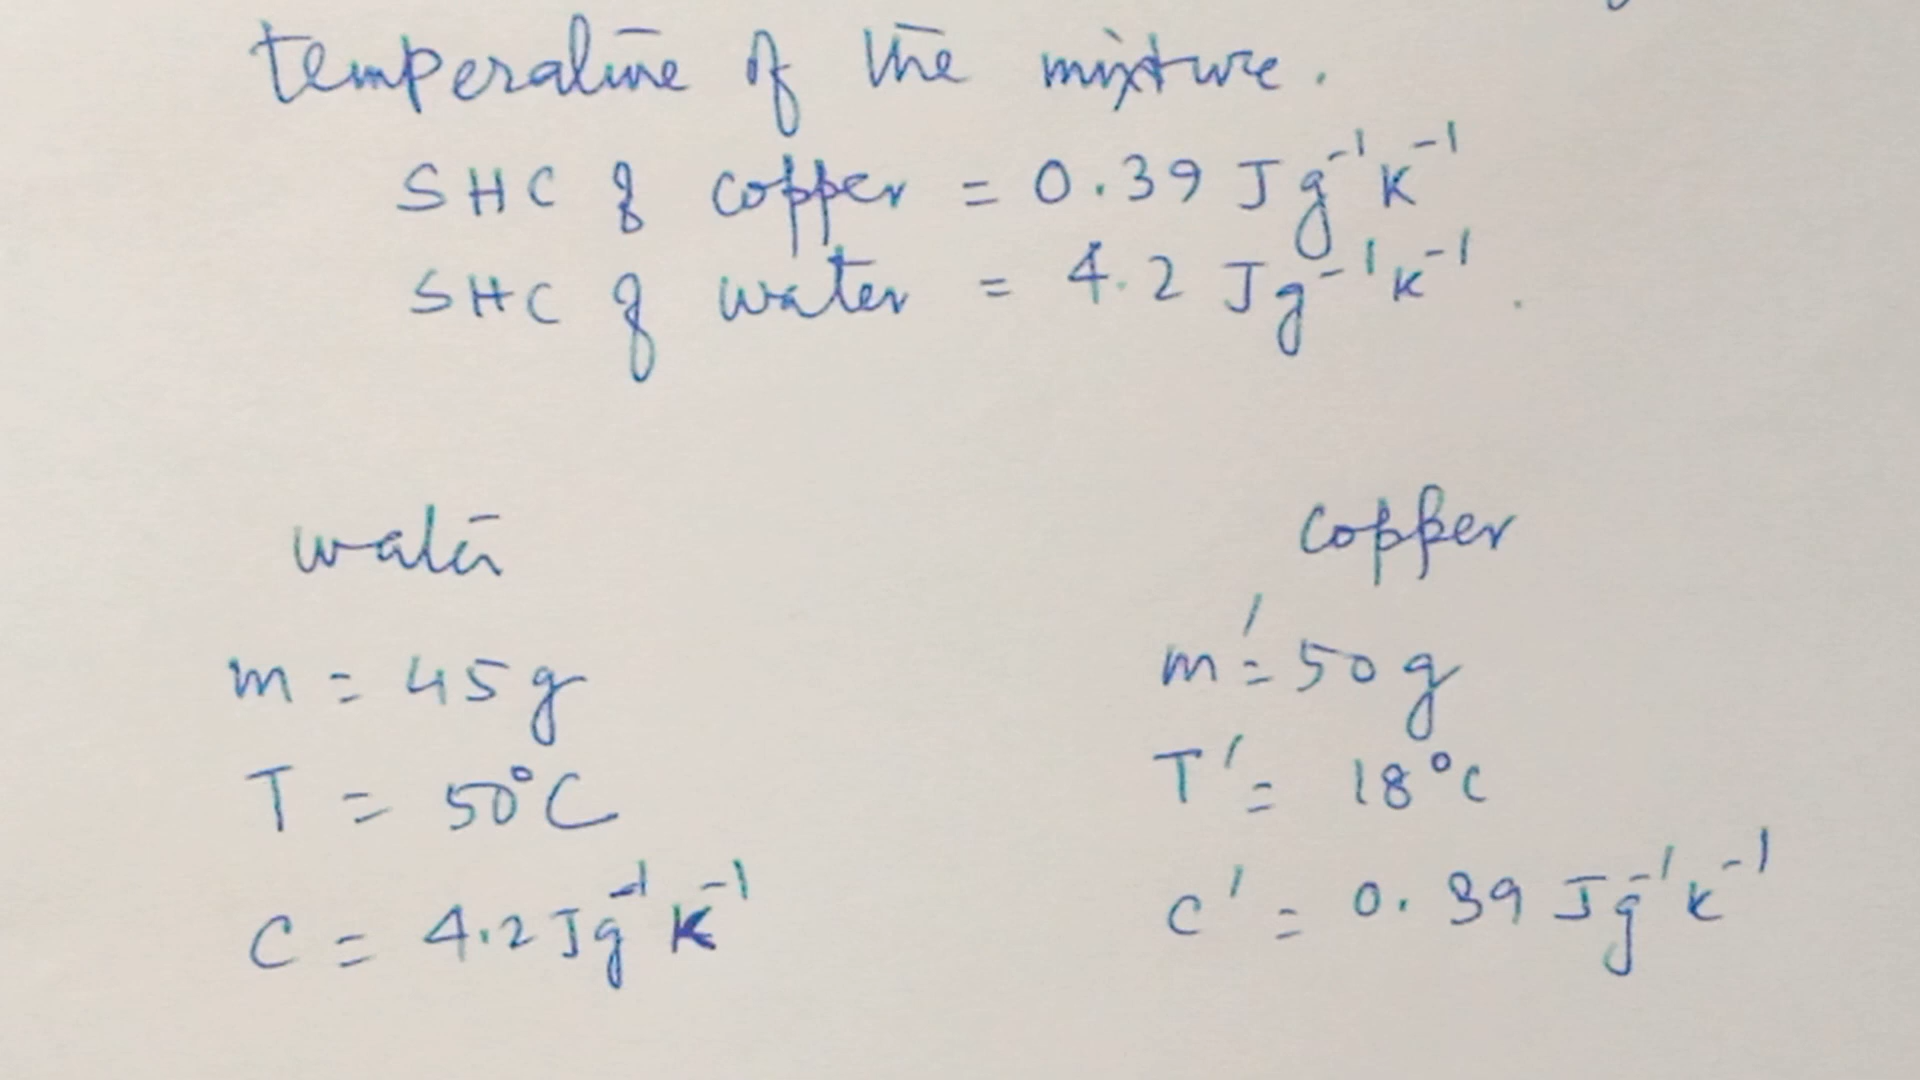 temperature of the mixture.
SHC of copper = 0.39 Jg⁻¹K⁻¹
SHC of water = 4.2 Jg⁻¹K⁻¹.
water
copper
m = 45g
m' = 50g
T = 50°C
T' = 18°C
C = 4.2 Jg⁻¹K⁻¹
C' = 0.39 Jg⁻¹K⁻¹